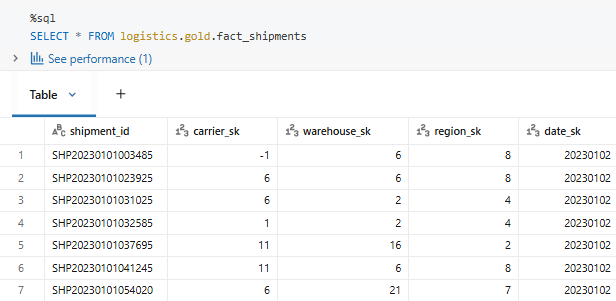 %sql
SELECT * FROM logistics.gold.fact_shipments
See performance (1)
Table
shipment_id carrier_sk warehouse_sk region_sk date_sk
1 SHP20230101003485 -1 6 8 20230102
2 SHP20230101023925 6 6 8 20230102
3 SHP20230101031025 6 2 4 20230102
4 SHP20230101032585 1 2 4 20230102
5 SHP20230101037695 11 16 2 20230102
6 SHP20230101041245 11 6 8 20230102
7 SHP20230101054020 6 21 7 20230102